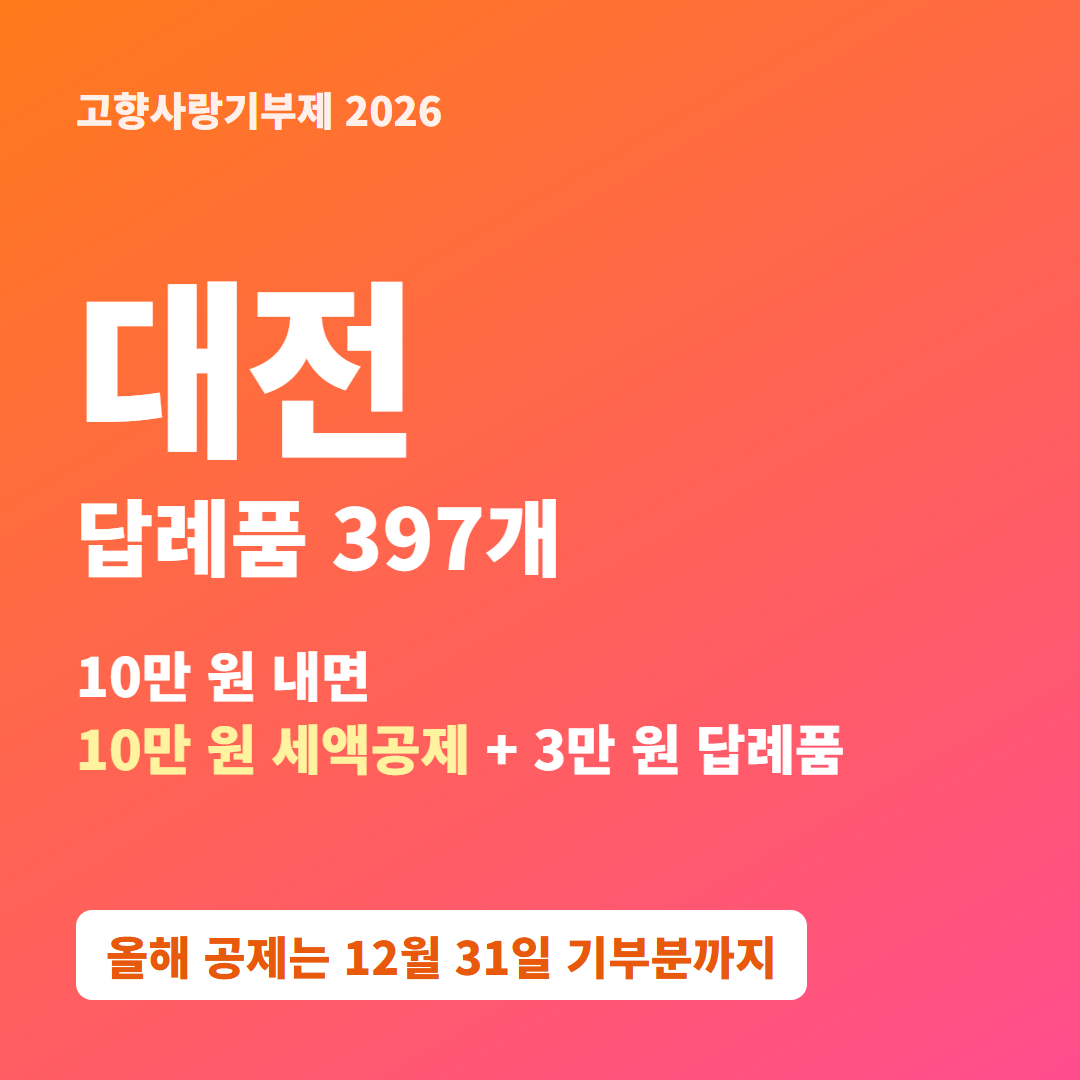 고향사랑기부제 2026
대전
답례품 397개
10만 원 내면
10만 원 세액공제 + 3만 원 답례품
올해 공제는 12월 31일 기부분까지